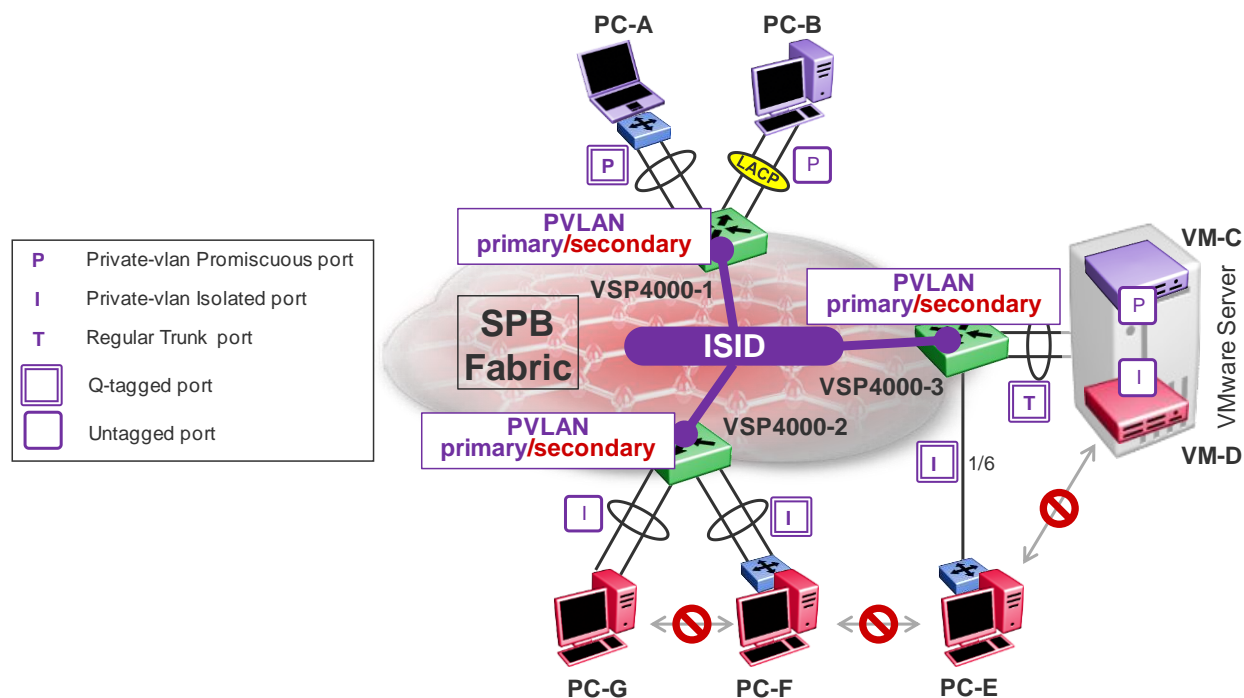 PC-A
PC-B
P
LACP
P
PVLAN
primary/secondary
VSP4000-1
P Private-vlan Promiscuous port
I Private-vlan Isolated port
T Regular Trunk port
Q-tagged port
Untagged port
SPB
Fabric
ISID
PVLAN
primary/secondary
VSP4000-3
VM-C
P
I
VMware Server
VM-D
T
PVLAN
primary/secondary
VSP4000-2
I 1/6
I
I
PC-G
PC-F
PC-E